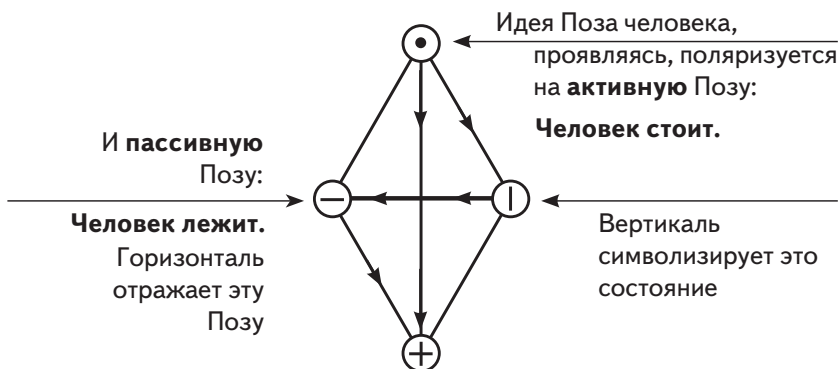 Идея Поза человека,
проявляясь, поляризуется
на активную Позу:
Человек стоит.
И пассивную
Позу:
Человек лежит.
Горизонталь
отражает эту
Позу
Вертикаль
символизирует это
состояние